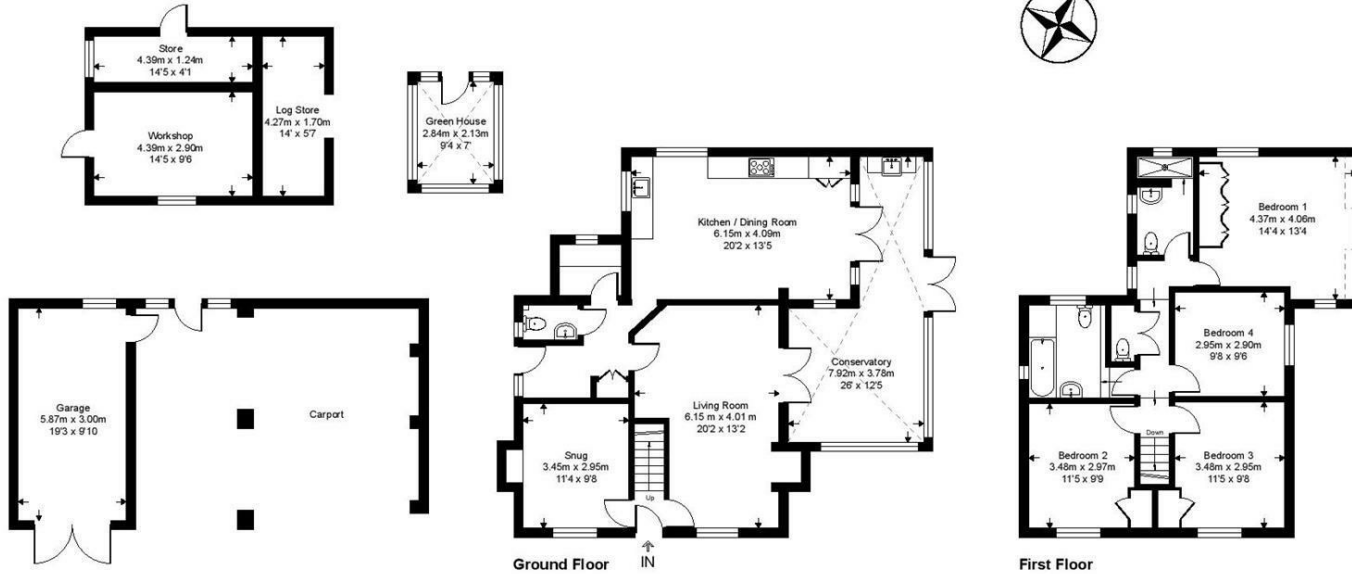 Store
4.39m x 1.24m
14'5 x 4'1
Log Store
4.27m x 1.70m
14' x 5'7
Workshop
4.39m x 2.90m
14'5 x 9'6
Green House
2.84m x 2.13m
9'4 x 7'
Garage
5.87m x 3.00m
19'3 x 9'10
Carport
Kitchen / Dining Room
6.15m x 4.09m
20'2 x 13'5
Conservatory
7.92m x 3.78m
26' x 12'5
Living Room
6.15 m x 4.01 m
20'2 x 13'2
Snug
3.45m x 2.95m
11'4 x 9'8
Up
IN
Ground Floor
Bedroom 1
4.37m x 4.06m
14'4 x 13'4
Bedroom 4
2.95m x 2.90m
9'8 x 9'6
Down
Bedroom 2
3.48m x 2.97m
11'5 x 9'9
Bedroom 3
3.48m x 2.95m
11'5 x 9'8
First Floor